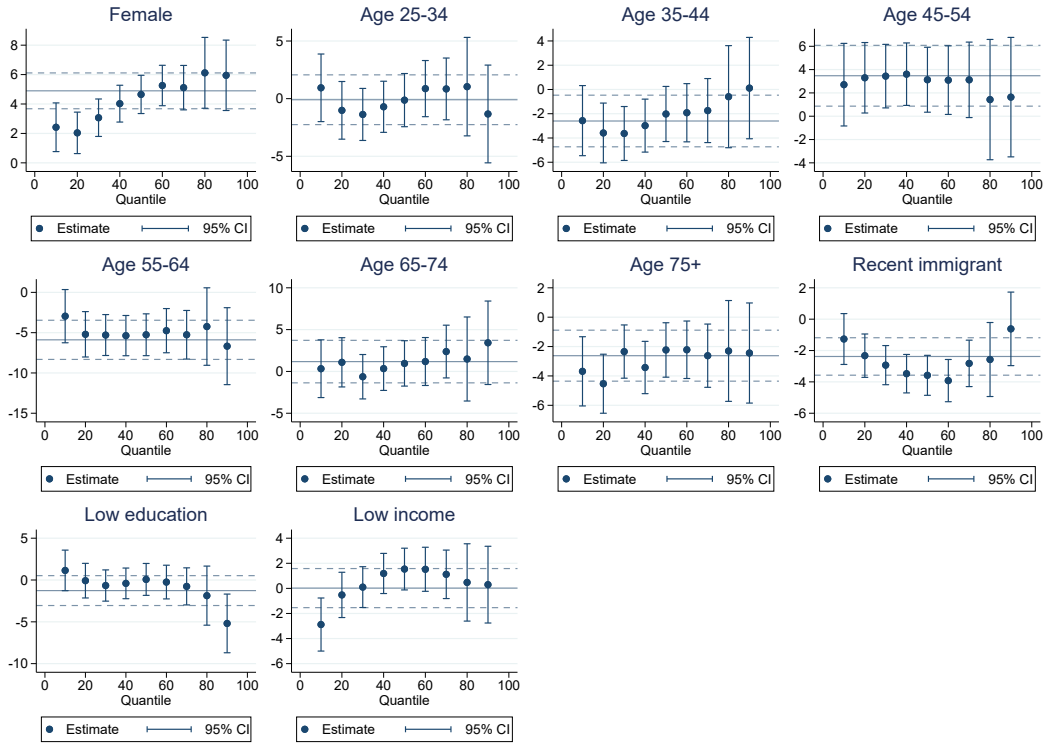 Female
8
6
4
2
0
0 20 40 60 80 100
Quantile
Estimate 95% CI
Age 25-34
5
0
-5
0 20 40 60 80 100
Quantile
Estimate 95% CI
Age 35-44
4
2
0
-2
-4
-6
0 20 40 60 80 100
Quantile
Estimate 95% CI
Age 45-54
6
4
2
0
-2
-4
0 20 40 60 80 100
Quantile
Estimate 95% CI
Age 55-64
0
-5
-10
-15
0 20 40 60 80 100
Quantile
Estimate 95% CI
Age 65-74
10
5
0
-5
0 20 40 60 80 100
Quantile
Estimate 95% CI
Age 75+
2
0
-2
-4
-6
0 20 40 60 80 100
Quantile
Estimate 95% CI
Recent immigrant
2
0
-2
-4
-6
0 20 40 60 80 100
Quantile
Estimate 95% CI
Low education
5
0
-5
-10
0 20 40 60 80 100
Quantile
Estimate 95% CI
Low income
4
2
0
-2
-4
-6
0 20 40 60 80 100
Quantile
Estimate 95% CI